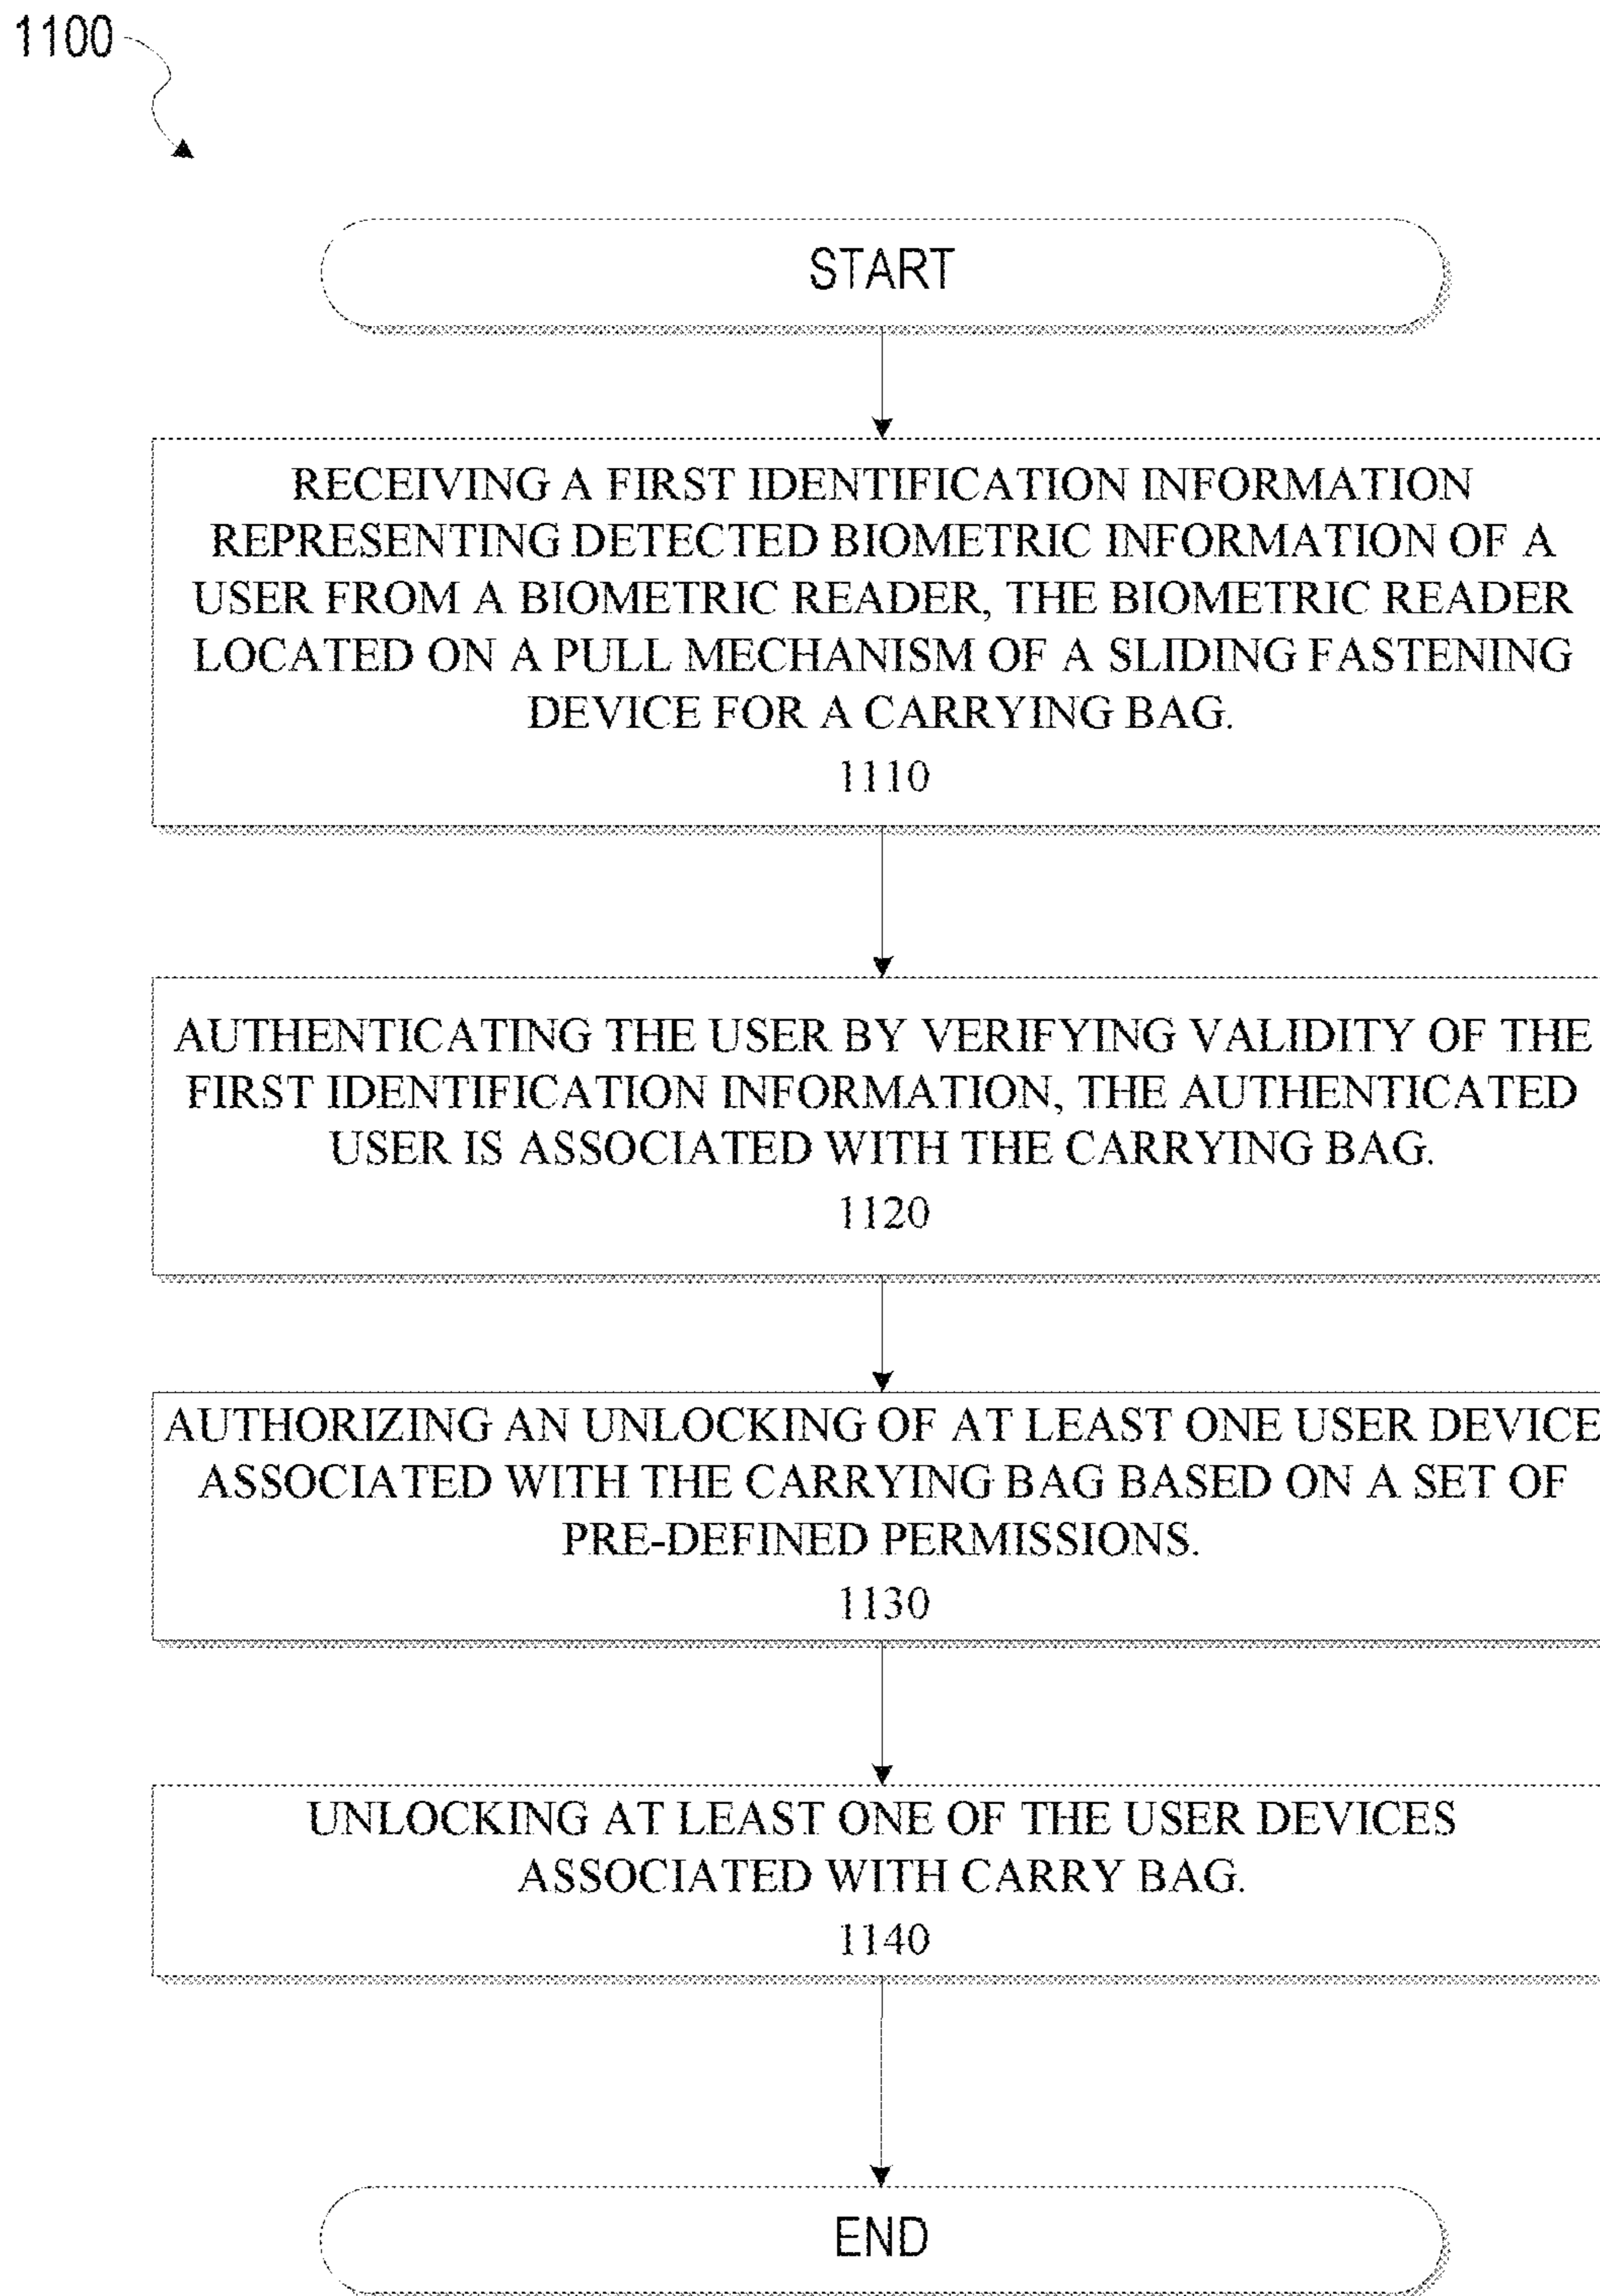 1100
START
RECEIVING A FIRST IDENTIFICATION INFORMATION
REPRESENTING DETECTED BIOMETRIC INFORMATION OF A
USER FROM A BIOMETRIC READER, THE BIOMETRIC READER
LOCATED ON A PULL MECHANISM OF A SLIDING FASTENING
DEVICE FOR A CARRYING BAG.
1110
AUTHENTICATING THE USER BY VERIFYING VALIDITY OF THE
FIRST IDENTIFICATION INFORMATION, THE AUTHENTICATED
USER IS ASSOCIATED WITH THE CARRYING BAG.
1120
AUTHORIZING AN UNLOCKING OF AT LEAST ONE USER DEVICE
ASSOCIATED WITH THE CARRYING BAG BASED ON A SET OF
PRE-DEFINED PERMISSIONS.
1130
UNLOCKING AT LEAST ONE OF THE USER DEVICES
ASSOCIATED WITH CARRY BAG.
1140
END